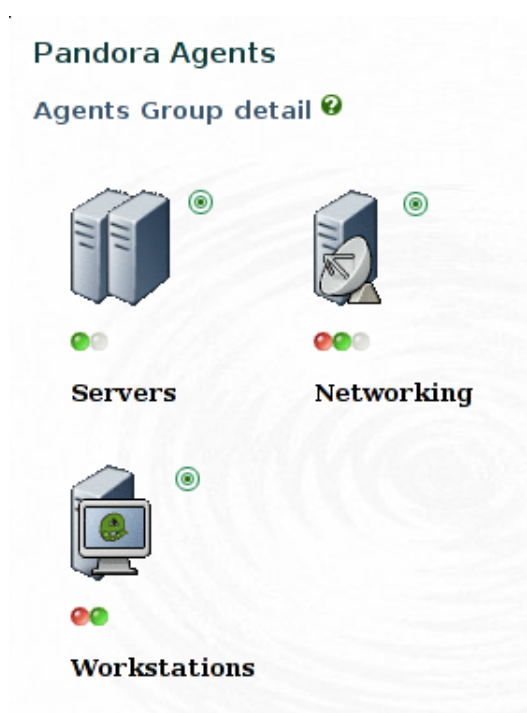 Pandora Agents
Agents Group detail
Servers
Networking
Workstations